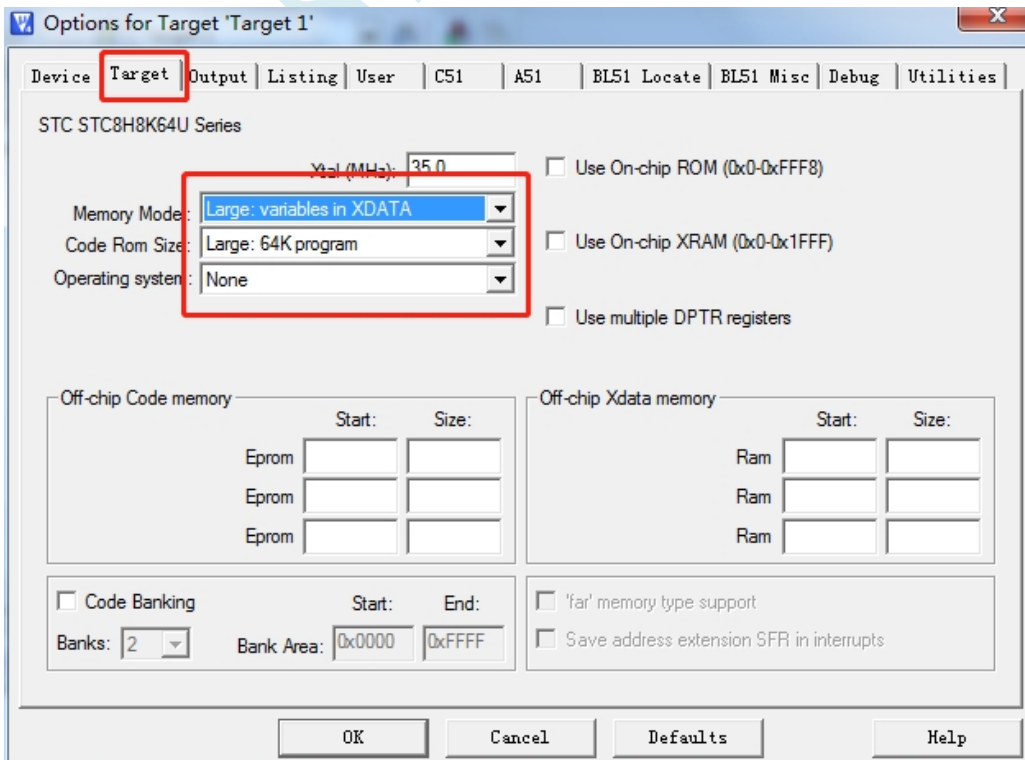 Options for Target 'Target 1'
Device Target Output Listing User C51 A51 BL51 Locate BL51 Misc Debug Utilities
STC STC8H8K64U Series
Xtal (MHz): 35.0
Use On-chip ROM (0x0-0xFFF8)
Memory Model: Large: variables in XDATA
Code Rom Size: Large: 64K program
Use On-chip XRAM (0x0-0x1FFF)
Operating system: None
Use multiple DPTR registers
Off-chip Code memory
Start: Size:
Eprom
Eprom
Eprom
Off-chip Xdata memory
Start: Size:
Ram
Ram
Ram
Code Banking Start: End:
Banks: 2 Bank Area: 0x0000 0xFFFF
'far' memory type support
Save address extension SFR in interrupts
OK Cancel Defaults Help